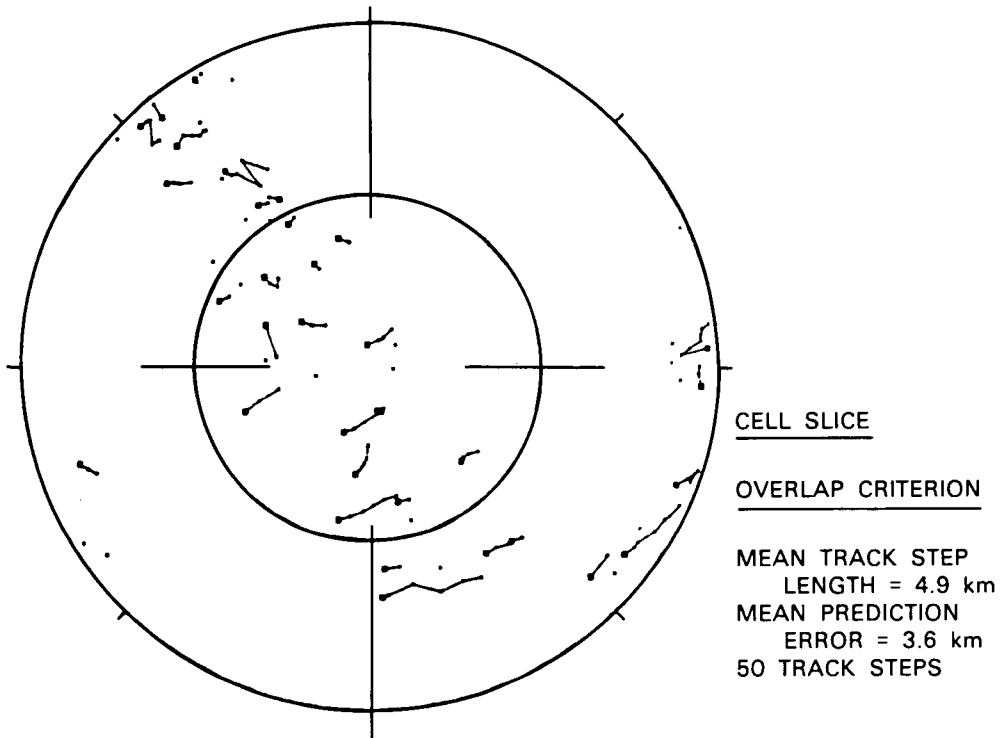 CELL SLICE
OVERLAP CRITERION
MEAN TRACK STEP
LENGTH = 4.9 km
MEAN PREDICTION
ERROR = 3.6 km
50 TRACK STEPS